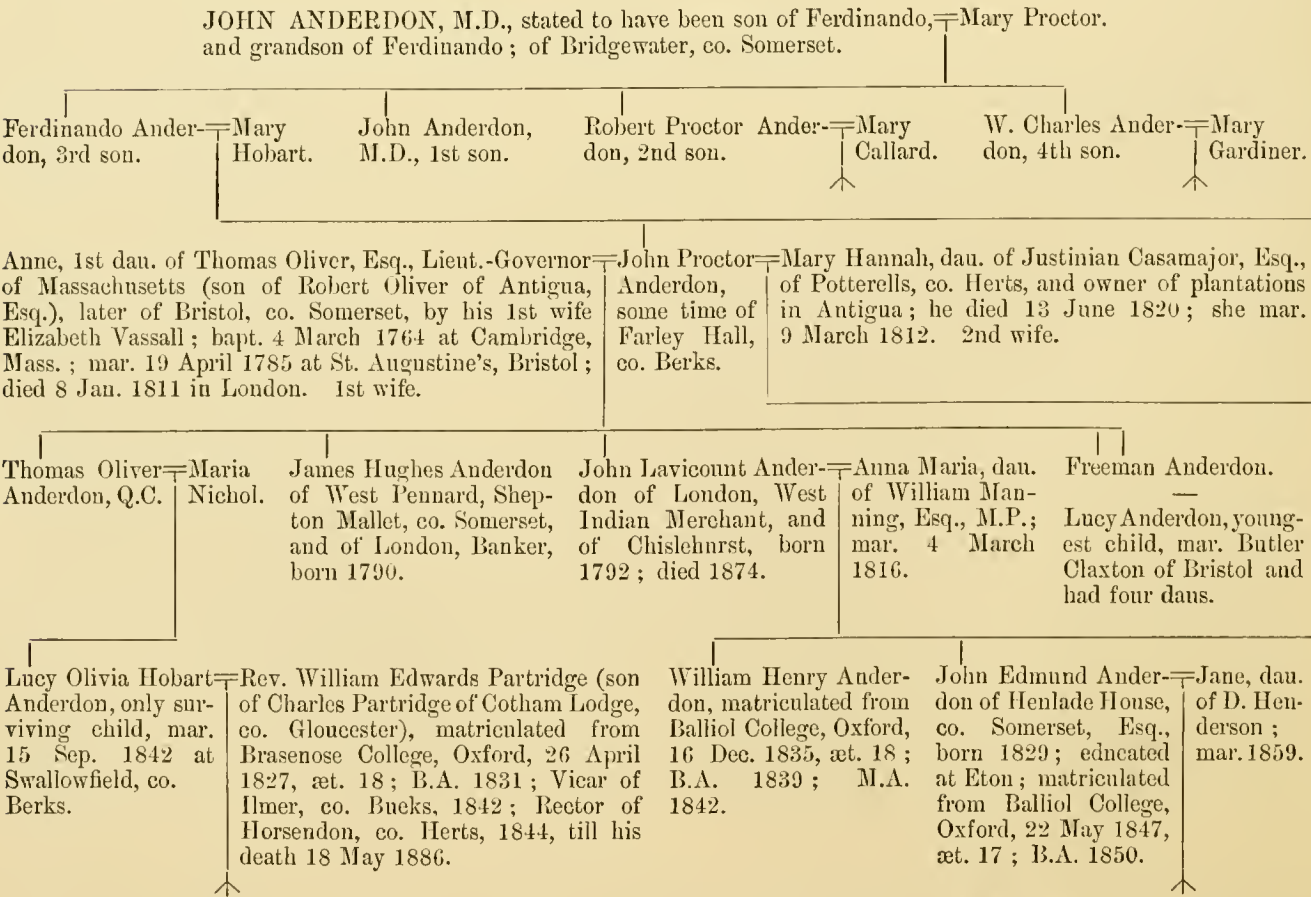 JOHN ANDERDON, M.D., stated to have been son of Ferdinando,=Mary Proctor.
and grandson of Ferdinando ; of Bridgewater, co. Somerset.
Ferdinando Ander-=Mary
don, 3rd son. Hobart.
John Anderdon,
M.D., 1st son.
Robert Proctor Ander-=Mary
don, 2nd son. Callard.
W. Charles Ander-=Mary
don, 4th son. Gardiner.
Anne, 1st dau. of Thomas Oliver, Esq., Lieut.-Governor=
of Massachusetts (son of Robert Oliver of Antigua,
Esq.), later of Bristol, co. Somerset, by his 1st wife
Elizabeth Vassall ; bapt. 4 March 1764 at Cambridge,
Mass. ; mar. 19 April 1785 at St. Augustine's, Bristol ;
died 8 Jan. 1811 in London. 1st wife.
John Proctor=
Anderdon,
some time of
Farley Hall,
co. Berks.
Mary Hannah, dau. of Justinian Casamajor, Esq.,
of Potterells, co. Herts, and owner of plantations
in Antigua ; he died 13 June 1820 ; she mar.
9 March 1812. 2nd wife.
Thomas Oliver=Maria
Anderdon, Q.C. Nichol.
James Hughes Anderdon
of West Pennard, Shep-
ton Mallet, co. Somerset,
and of London, Banker,
born 1790.
John Lavicount Ander-=
don of London, West
Indian Merchant, and
of Chislehurst, born
1792 ; died 1874.
Anna Maria, dau.
of William Man-
ning, Esq., M.P. ;
mar. 4 March
1816.
Freeman Anderdon.
—
Lucy Anderdon, young-
est child, mar. Butler
Claxton of Bristol and
had four daus.
Lucy Olivia Hobart=
Anderdon, only sur-
viving child, mar.
15 Sep. 1842 at
Swallowfield, co.
Berks.
Rev. William Edwards Partridge (son
of Charles Partridge of Cotham Lodge,
co. Gloucester), matriculated from
Brasenose College, Oxford, 26 April
1827, æt. 18 ; B.A. 1831 ; Vicar of
Ilmer, co. Bucks, 1842 ; Rector of
Horsendon, co. Herts, 1844, till his
death 18 May 1886.
William Henry Ander-
don, matriculated from
Balliol College, Oxford,
16 Dec. 1835, æt. 18 ;
B.A. 1839 ; M.A.
1842.
John Edmund Ander-=
don of Henlade House,
co. Somerset, Esq.,
born 1829 ; educated
at Eton ; matriculated
from Balliol College,
Oxford, 22 May 1847,
æt. 17 ; B.A. 1850.
Jane, dau.
of D. Hen-
derson ;
mar. 1859.